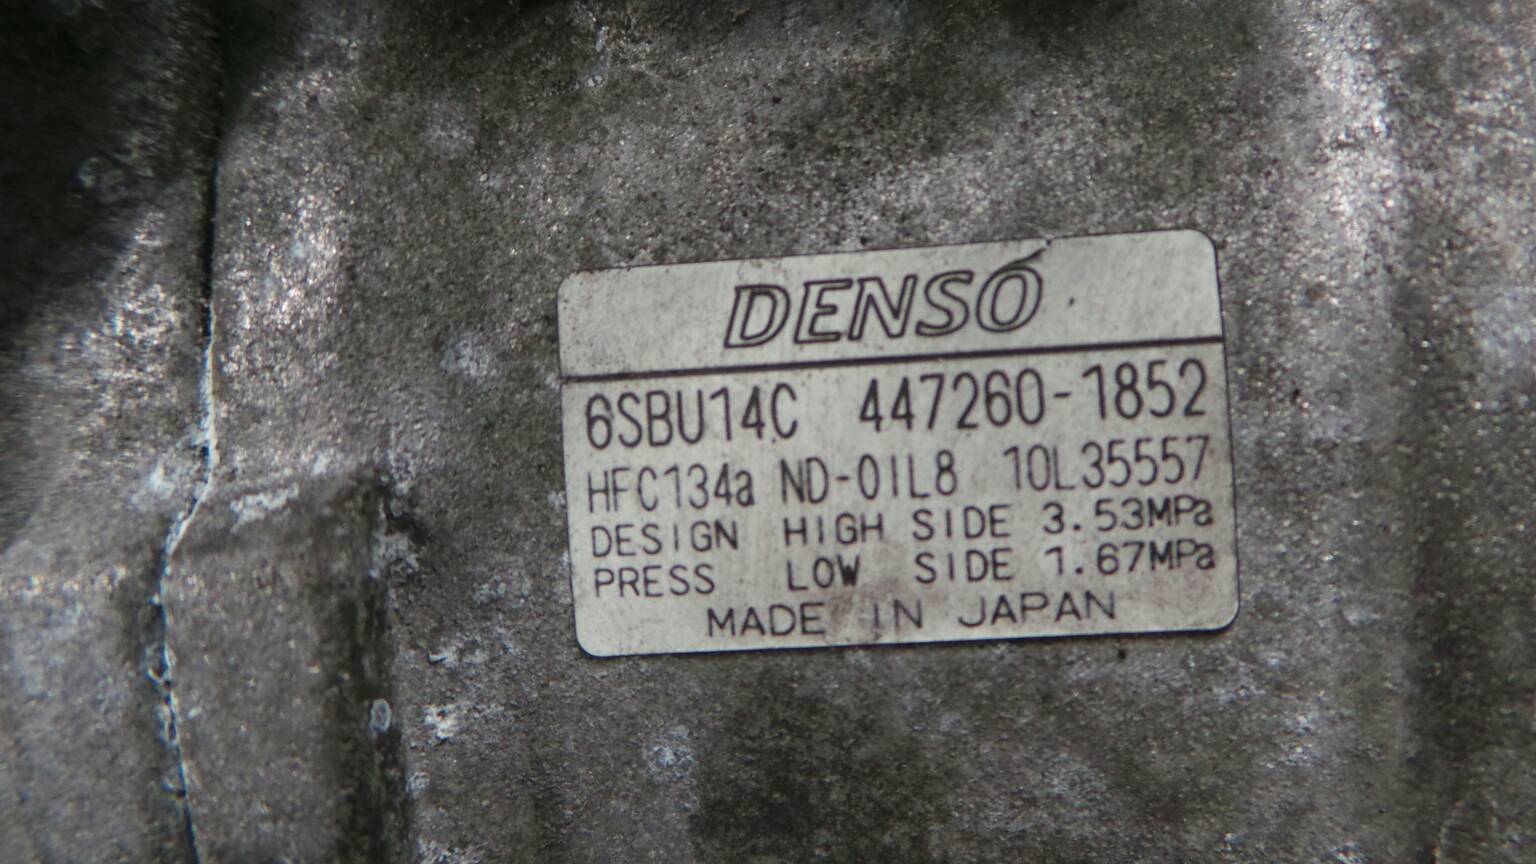 DENSO
6SBU14C 447260-1852
HFC134a ND-OIL8 10L35557
DESIGN HIGH SIDE 3.53MPa
PRESS LOW SIDE 1.67MPa
MADE IN JAPAN